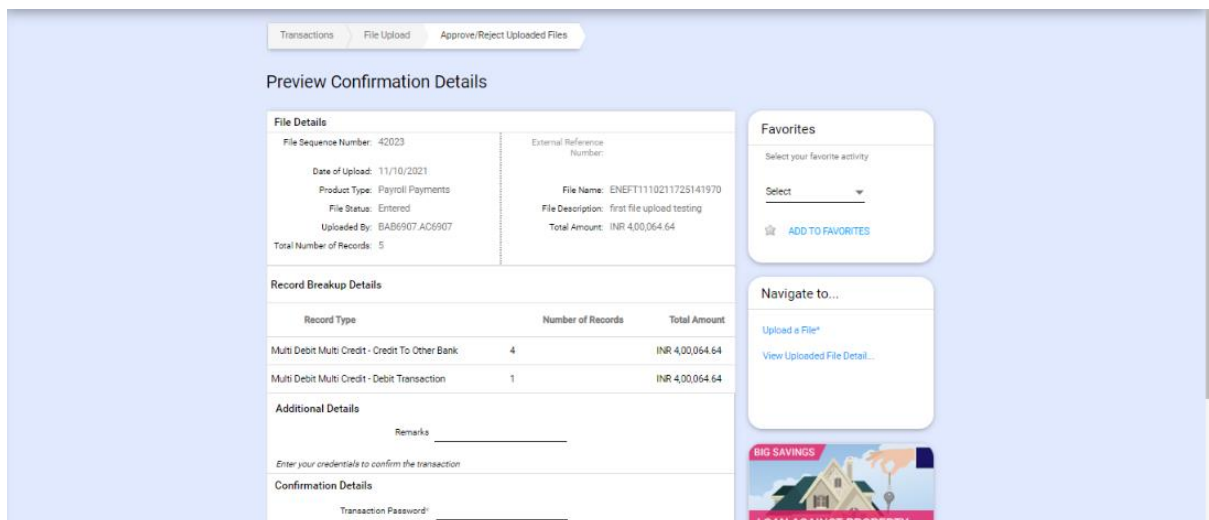 Transactions File Upload Approve/Reject Uploaded Files
Preview Confirmation Details
File Details
File Sequence Number: 42023
External Reference
Number:
Date of Upload: 11/10/2021
Product Type: Payroll Payments
File Name: ENEFT1110211725141970
File Status: Entered
File Description: first file upload testing
Uploaded By: BAB6907.AC6907
Total Amount: INR 4,00,064.64
Total Number of Records: 5
Record Breakup Details
Record Type Number of Records Total Amount
Multi Debit Multi Credit - Credit To Other Bank 4 INR 4,00,064.64
Multi Debit Multi Credit - Debit Transaction 1 INR 4,00,064.64
Additional Details
Remarks
Enter your credentials to confirm the transaction
Confirmation Details
Transaction Password*
Favorites
Select your favorite activity
Select
ADD TO FAVORITES
Navigate to...
Upload a File*
View Uploaded File Detail...
BIG SAVINGS
LOAN AGAINST PROPERTY